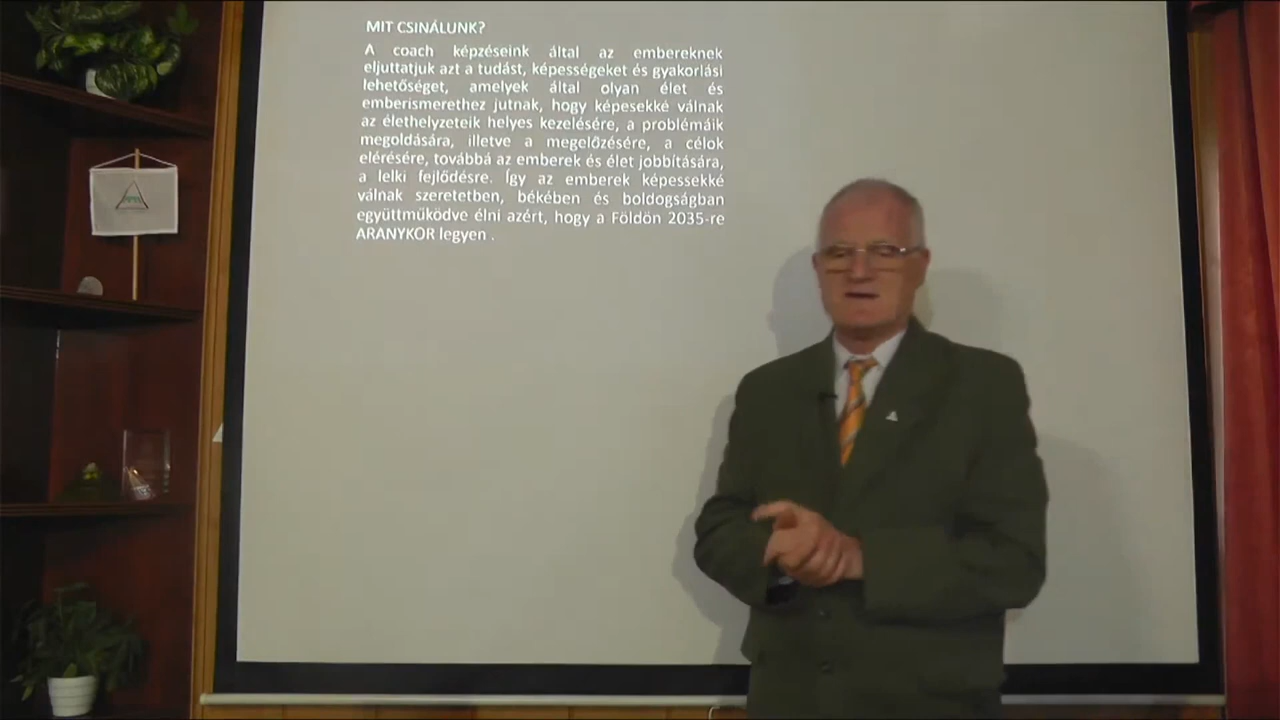 MIT CSINÁLUNK?
A coach képzéseink által az embereknek
eljuttatjuk azt a tudást, képességeket és gyakorlási
lehetőséget, amelyek által olyan élet és
emberismerethez jutnak, hogy képesekké válnak
az élethelyzeteik helyes kezelésére, a problémáik
megoldására, illetve a megelőzésére, a célok
elérésére, továbbá az emberek és élet jobbítására,
a lelki fejlődésre. Így az emberek képessekké
válnak szeretetben, békében és boldogságban
együttműködve élni azért, hogy a Földön 2035-re
ARANYKOR legyen .